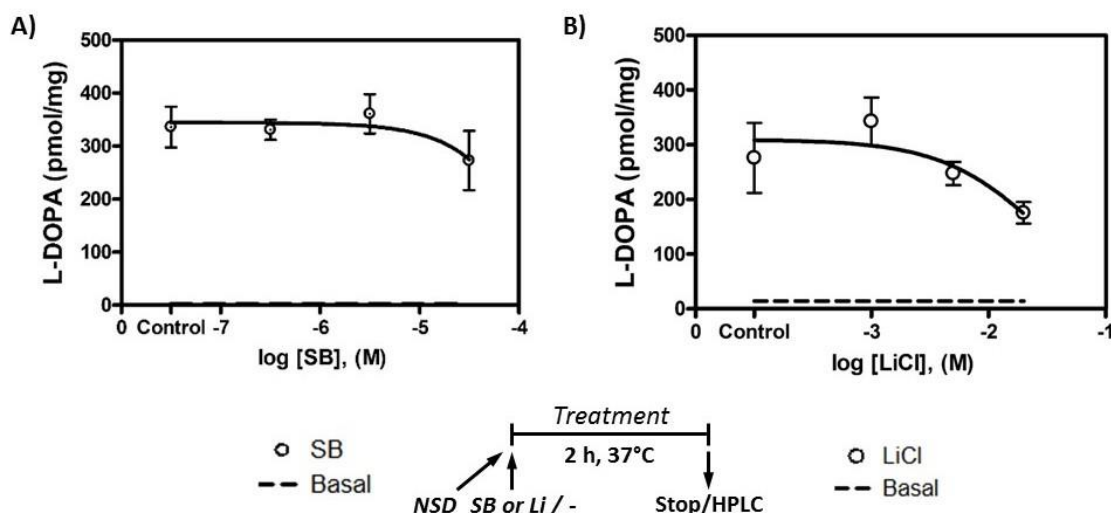 A)
500
400
300
200
100
0
L-DOPA (pmol/mg)
0 Control -7 -6 -5 -4
log [SB], (M)
B)
500
400
300
200
100
0
L-DOPA (pmol/mg)
Control -3 -2 -1
log [LiCl], (M)
SB
Basal
Treatment
2 h, 37°C
NSD SB or Li / -
Stop/HPLC
LiCl
Basal